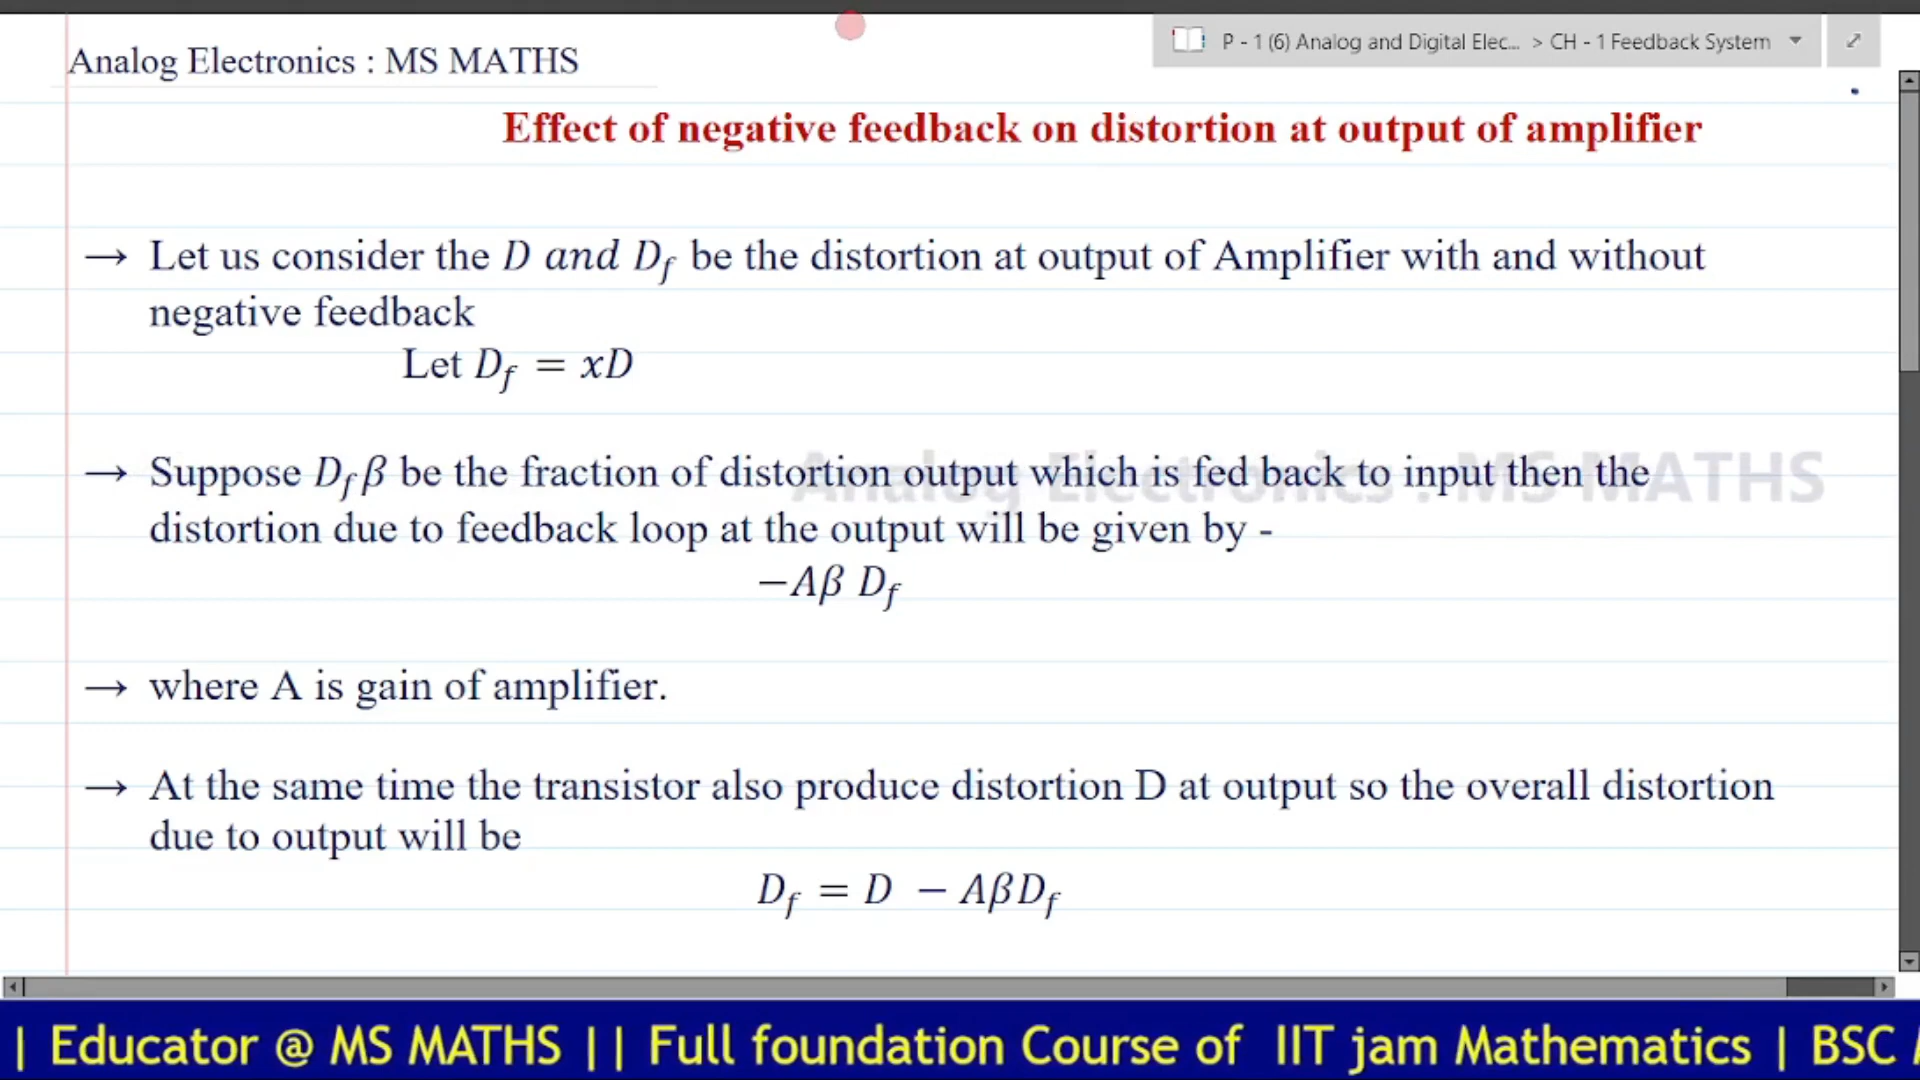 P - 1 (6) Analog and Digital Elec... > CH - 1 Feedback System
Analog Electronics : MS MATHS
Effect of negative feedback on distortion at output of amplifier
→ Let us consider the D and D_f be the distortion at output of Amplifier with and without
negative feedback
Let D_f = xD
→ Suppose D_fβ be the fraction of distortion output which is fed back to input then the
Analog Electronics : MS MATHS
distortion due to feedback loop at the output will be given by -
−Aβ D_f
→ where A is gain of amplifier.
→ At the same time the transistor also produce distortion D at output so the overall distortion
due to output will be
D_f = D − AβD_f
| Educator @ MS MATHS || Full foundation Course of IIT jam Mathematics | BSC